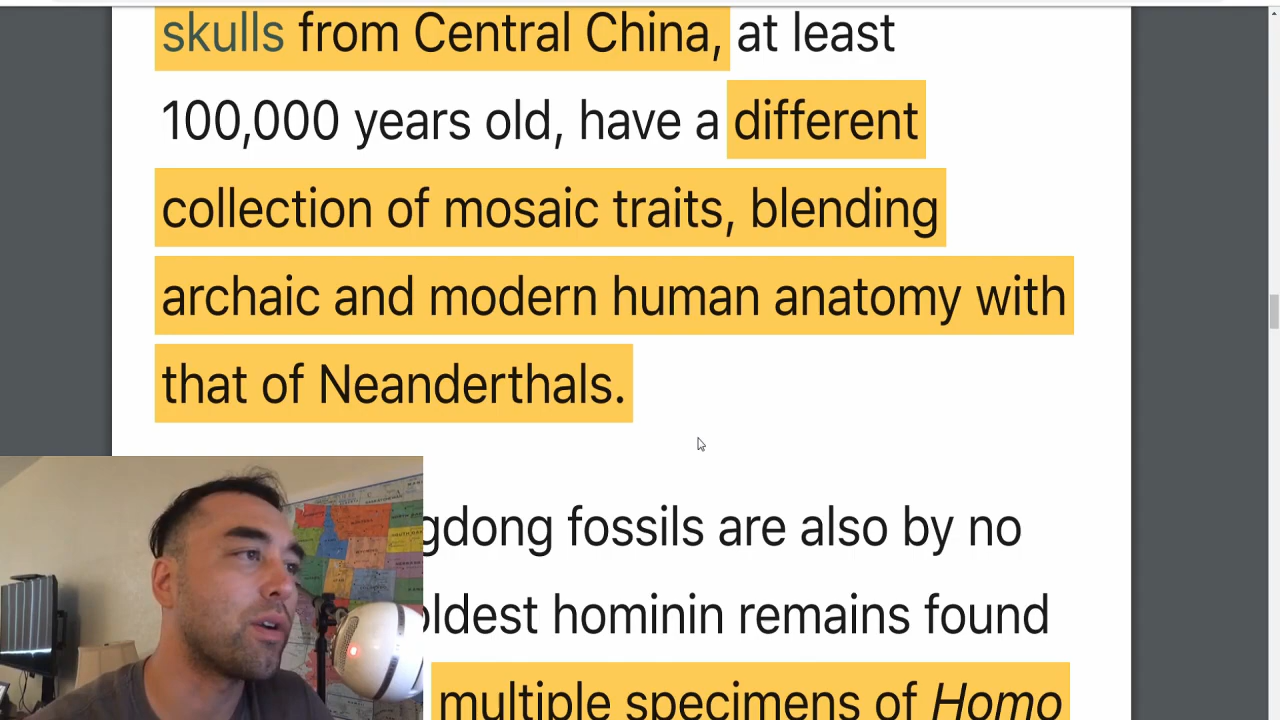 skulls from Central China, at least
100,000 years old, have a different
collection of mosaic traits, blending
archaic and modern human anatomy with
that of Neanderthals.
gdong fossils are also by no
oldest hominin remains found
multiple specimens of Homo